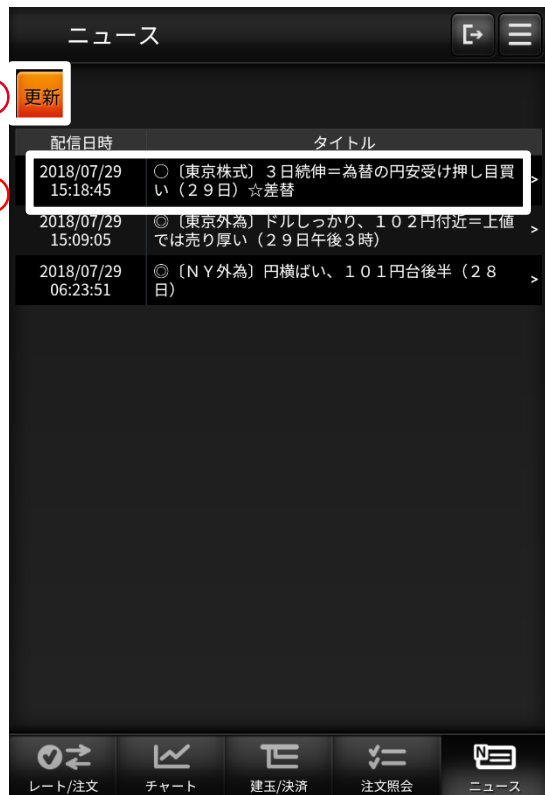 ニュース
更新
配信日時 タイトル
2018/07/29 ○〔東京株式〕３日続伸＝為替の円安受け押し目買
15:18:45 い（２９日）☆差替
2018/07/29 ◎〔東京外為〕ドルしっかり、１０２円付近＝上値
15:09:05 では売り厚い（２９日午後３時）
2018/07/29 ◎〔ＮＹ外為〕円横ばい、１０１円台後半（２８
06:23:51 日）
レート/注文 チャート 建玉/決済 注文照会 ニュース